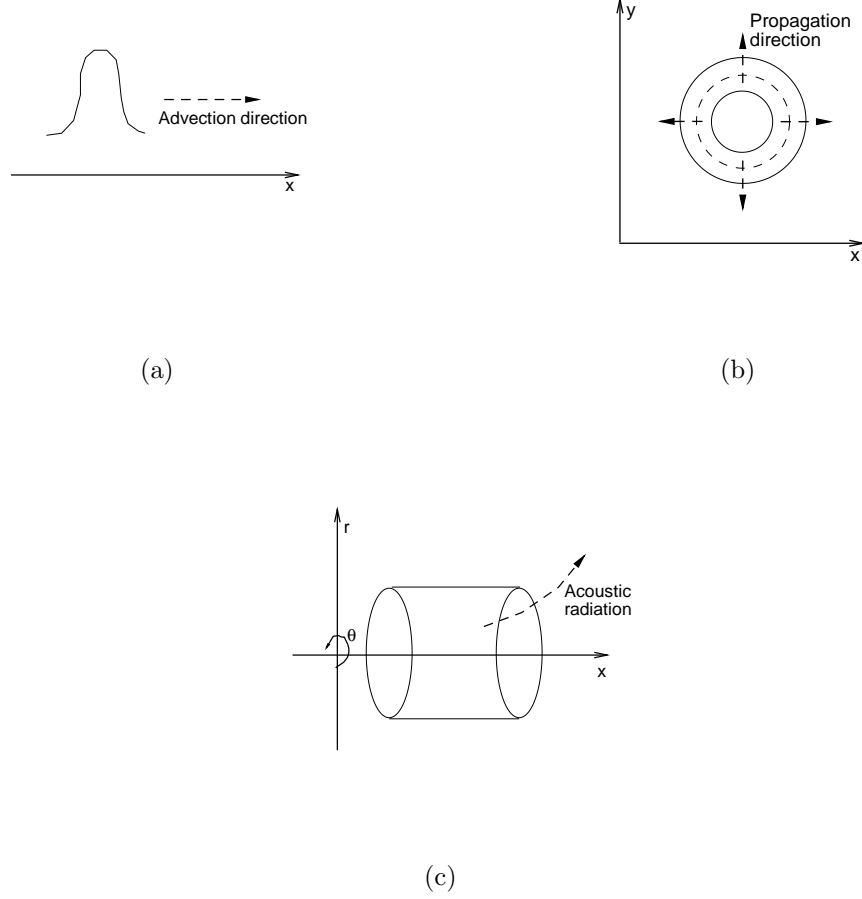 Advection direction
x
(a)
y
Propagation
direction
x
(b)
r
θ
Acoustic
radiation
x
(c)